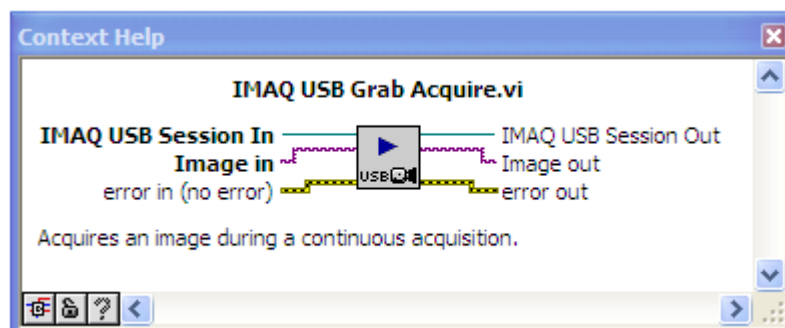 Context Help
IMAQ USB Grab Acquire.vi
IMAQ USB Session In IMAQ USB Session Out
Image in Image out
USB
error in (no error) error out
Acquires an image during a continuous acquisition.
?